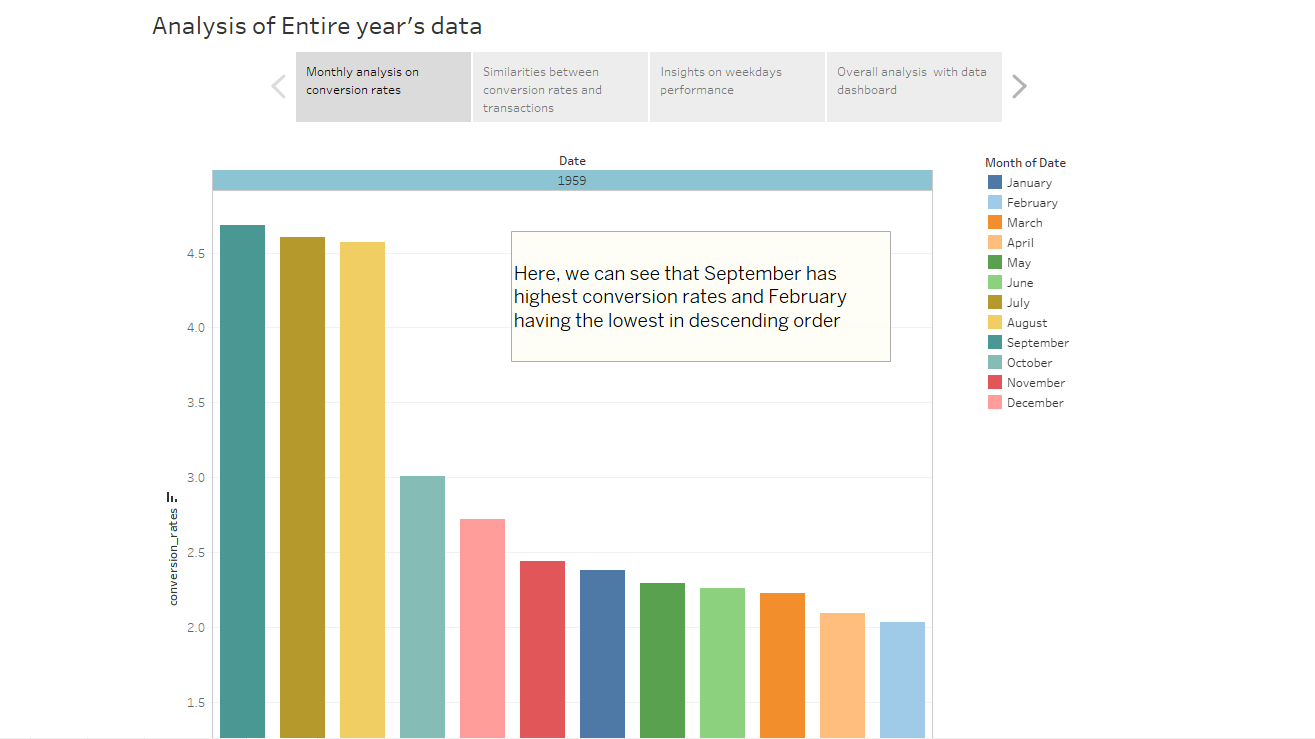 Analysis of Entire year’s data
Monthly analysis on
conversion rates
Similarities between
conversion rates and
transactions
Insights on weekdays
performance
Overall analysis  with data
dashboard
Date
1959
Month of Date
January
February
March
April
May
June
July
August
September
October
November
December
Here, we can see that September has
highest conversion rates and February
having the lowest in descending order
4.5
4.0
3.5
3.0
2.5
2.0
1.5
conversion_rates